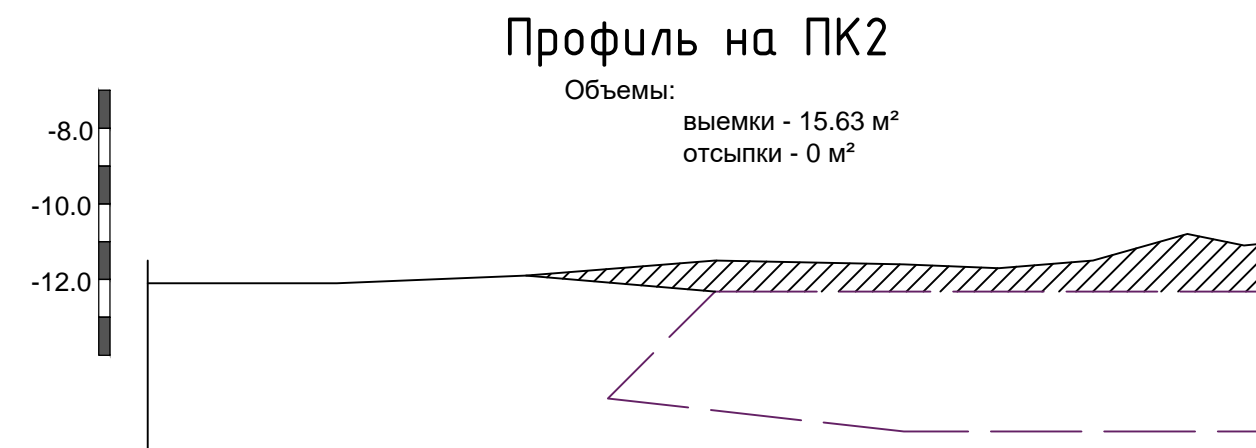 Профиль на ПК2
Объемы:
выемки - 15.63 м²
отсыпки - 0 м²
-8.0
-10.0
-12.0